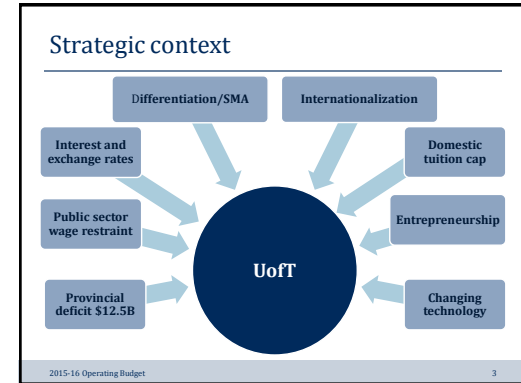 Strategic context
Differentiation/SMA
Internationalization
Interest and
exchange rates
Domestic
tuition cap
Public sector
wage restraint
Entrepreneurship
UofT
Provincial
deficit $12.5B
Changing
technology
2015-16 Operating Budget
3